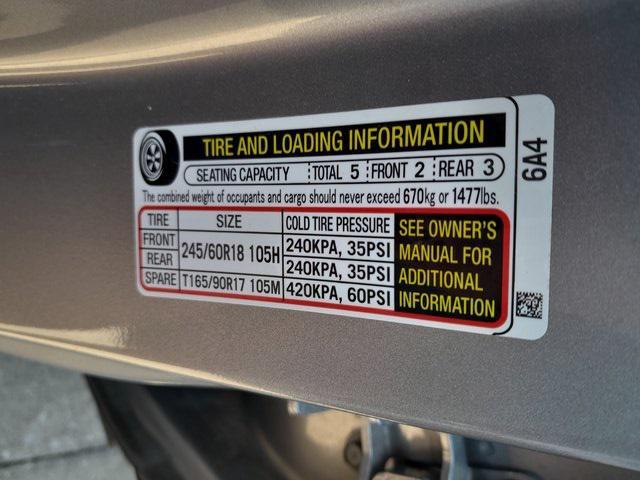 TIRE AND LOADING INFORMATION
SEATING CAPACITY TOTAL 5 FRONT 2 REAR 3
The combined weight of occupants and cargo should never exceed 670kg or 1477lbs.
TIRE SIZE COLD TIRE PRESSURE
FRONT 245/60R18 105H 240KPA, 35PSI
REAR 240KPA, 35PSI
SPARE T165/90R17 105M 420KPA, 60PSI
SEE OWNER'S
MANUAL FOR
ADDITIONAL
INFORMATION
6A4